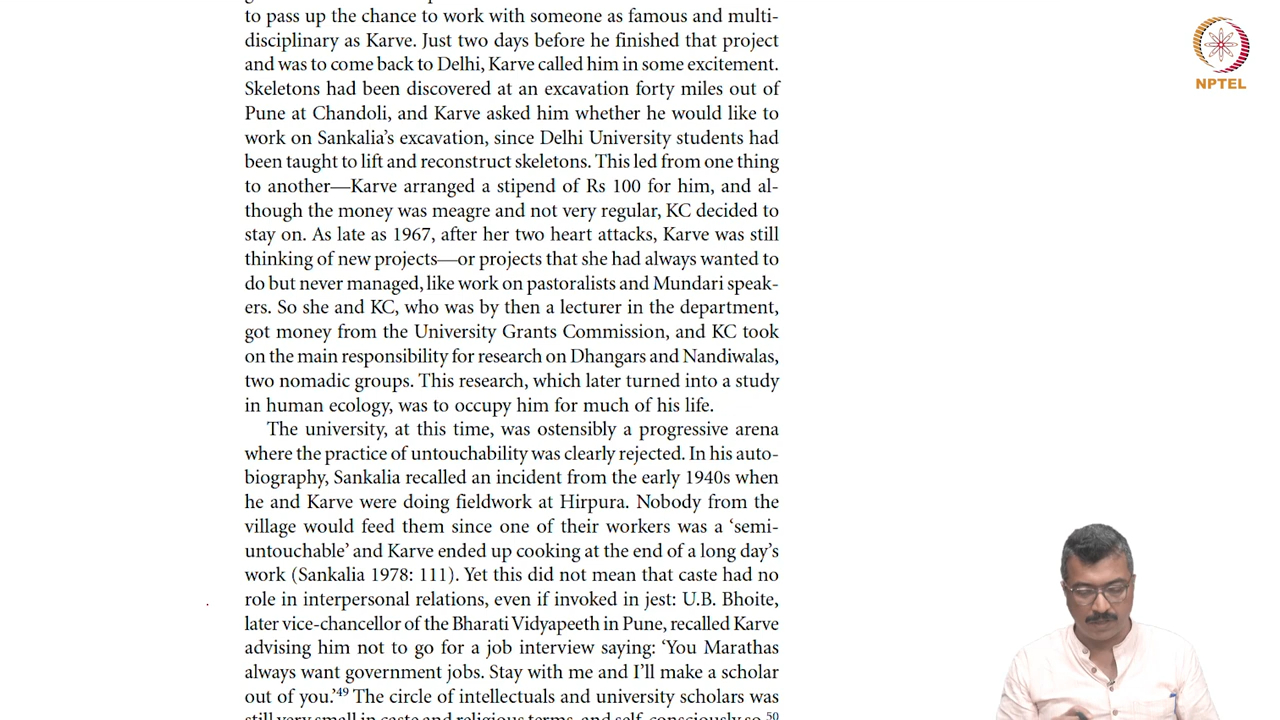 to pass up the chance to work with someone as famous and multi-
disciplinary as Karve. Just two days before he finished that project
and was to come back to Delhi, Karve called him in some excitement.
Skeletons had been discovered at an excavation forty miles out of
Pune at Chandoli, and Karve asked him whether he would like to
work on Sankalia’s excavation, since Delhi University students had
been taught to lift and reconstruct skeletons. This led from one thing
to another—Karve arranged a stipend of Rs 100 for him, and al-
though the money was meagre and not very regular, KC decided to
stay on. As late as 1967, after her two heart attacks, Karve was still
thinking of new projects—or projects that she had always wanted to
do but never managed, like work on pastoralists and Mundari speak-
ers. So she and KC, who was by then a lecturer in the department,
got money from the University Grants Commission, and KC took
on the main responsibility for research on Dhangars and Nandiwalas,
two nomadic groups. This research, which later turned into a study
in human ecology, was to occupy him for much of his life.
The university, at this time, was ostensibly a progressive arena
where the practice of untouchability was clearly rejected. In his auto-
biography, Sankalia recalled an incident from the early 1940s when
he and Karve were doing fieldwork at Hirpura. Nobody from the
village would feed them since one of their workers was a ‘semi-
untouchable’ and Karve ended up cooking at the end of a long day’s
work (Sankalia 1978: 111). Yet this did not mean that caste had no
role in interpersonal relations, even if invoked in jest: U.B. Bhoite,
later vice-chancellor of the Bharati Vidyapeeth in Pune, recalled Karve
advising him not to go for a job interview saying: ‘You Marathas
always want government jobs. Stay with me and I’ll make a scholar
out of you.’49 The circle of intellectuals and university scholars was
still very small in caste and religious terms, and self-consciously so.50
NPTEL